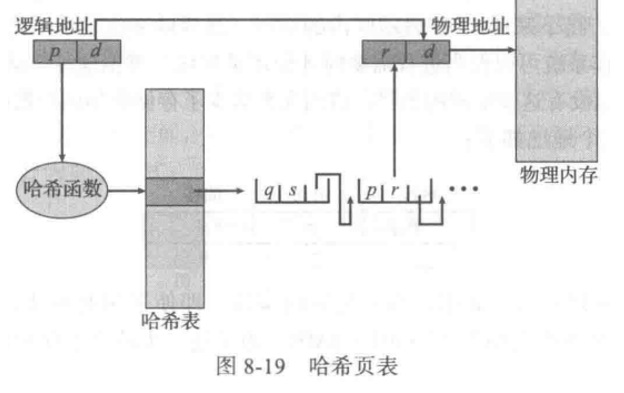 逻辑地址
物理地址
p d
r d
哈希函数
q s
p r
•••
物理内存
哈希表
图 8-19 哈希页表